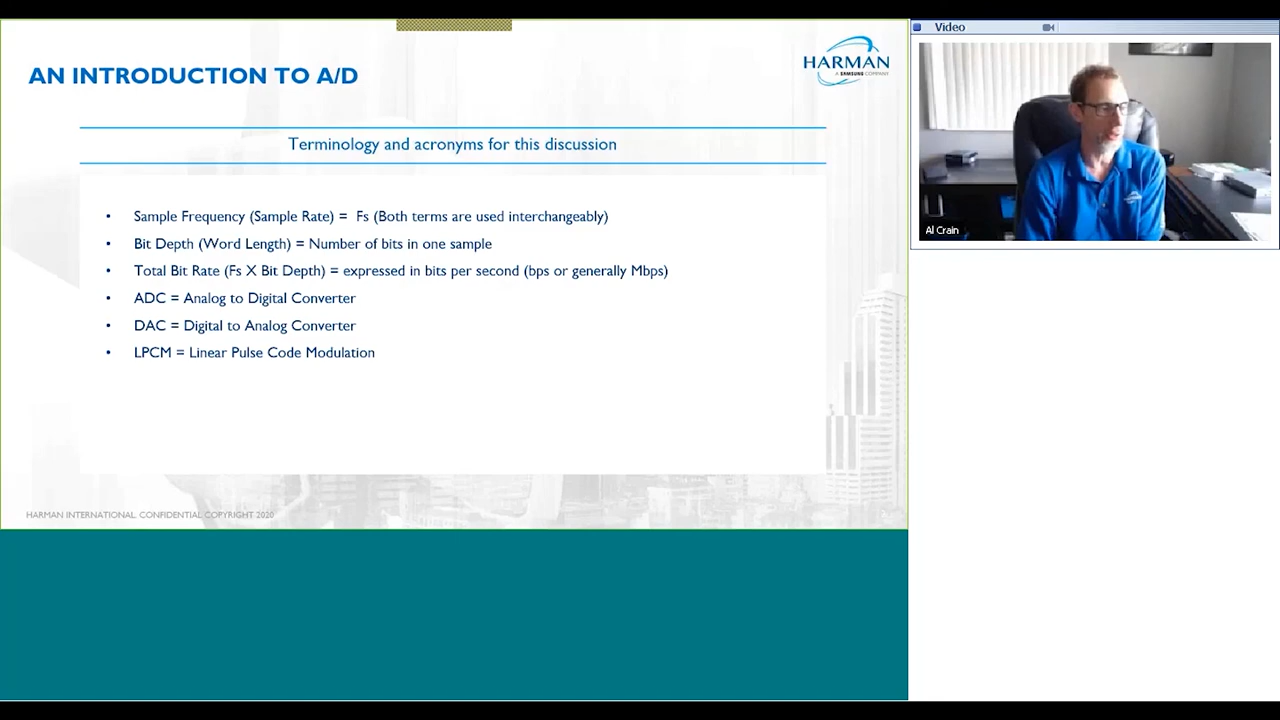 AN INTRODUCTION TO A/D
HARMAN
A SAMSUNG COMPANY
Terminology and acronyms for this discussion
• Sample Frequency (Sample Rate) = Fs (Both terms are used interchangeably)
• Bit Depth (Word Length) = Number of bits in one sample
• Total Bit Rate (Fs X Bit Depth) = expressed in bits per second (bps or generally Mbps)
• ADC = Analog to Digital Converter
• DAC = Digital to Analog Converter
• LPCM = Linear Pulse Code Modulation
HARMAN INTERNATIONAL. CONFIDENTIAL. COPYRIGHT 2020
Video
Al Crain